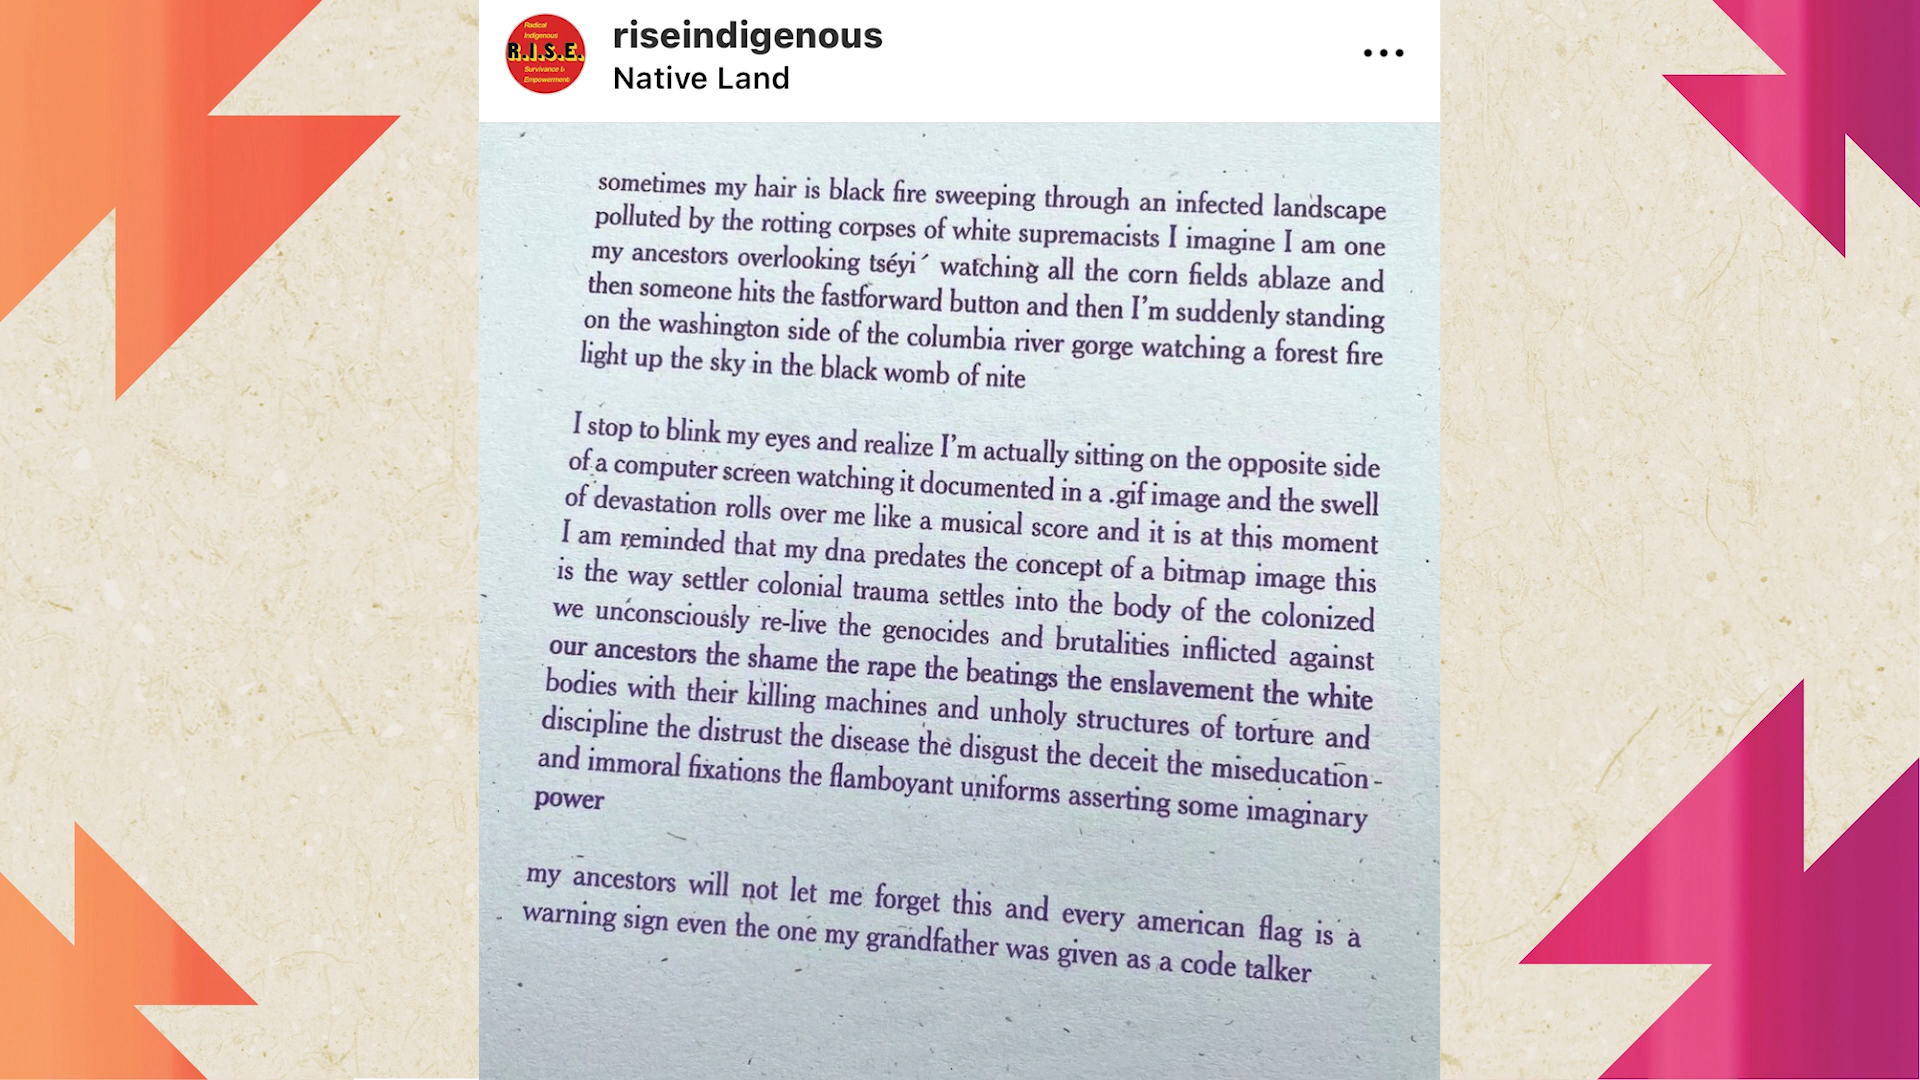 Radical
Indigenous
R.I.S.E.
Survivance &
Empowerment
riseindigenous
Native Land
sometimes my hair is black fire sweeping through an infected landscape
polluted by the rotting corpses of white supremacists I imagine I am one
my ancestors overlooking tséyi´ watching all the corn fields ablaze and
then someone hits the fastforward button and then I'm suddenly standing
on the washington side of the columbia river gorge watching a forest fire
light up the sky in the black womb of nite
I stop to blink my eyes and realize I'm actually sitting on the opposite side
of a computer screen watching it documented in a .gif image and the swell
of devastation rolls over me like a musical score and it is at this moment
I am reminded that my dna predates the concept of a bitmap image this
is the way settler colonial trauma settles into the body of the colonized
we unconsciously re-live the genocides and brutalities inflicted against
our ancestors the shame the rape the beatings the enslavement the white
bodies with their killing machines and unholy structures of torture and
discipline the distrust the disease the disgust the deceit the miseducation
and immoral fixations the flamboyant uniforms asserting some imaginary
power
my ancestors will not let me forget this and every american flag is a
warning sign even the one my grandfather was given as a code talker